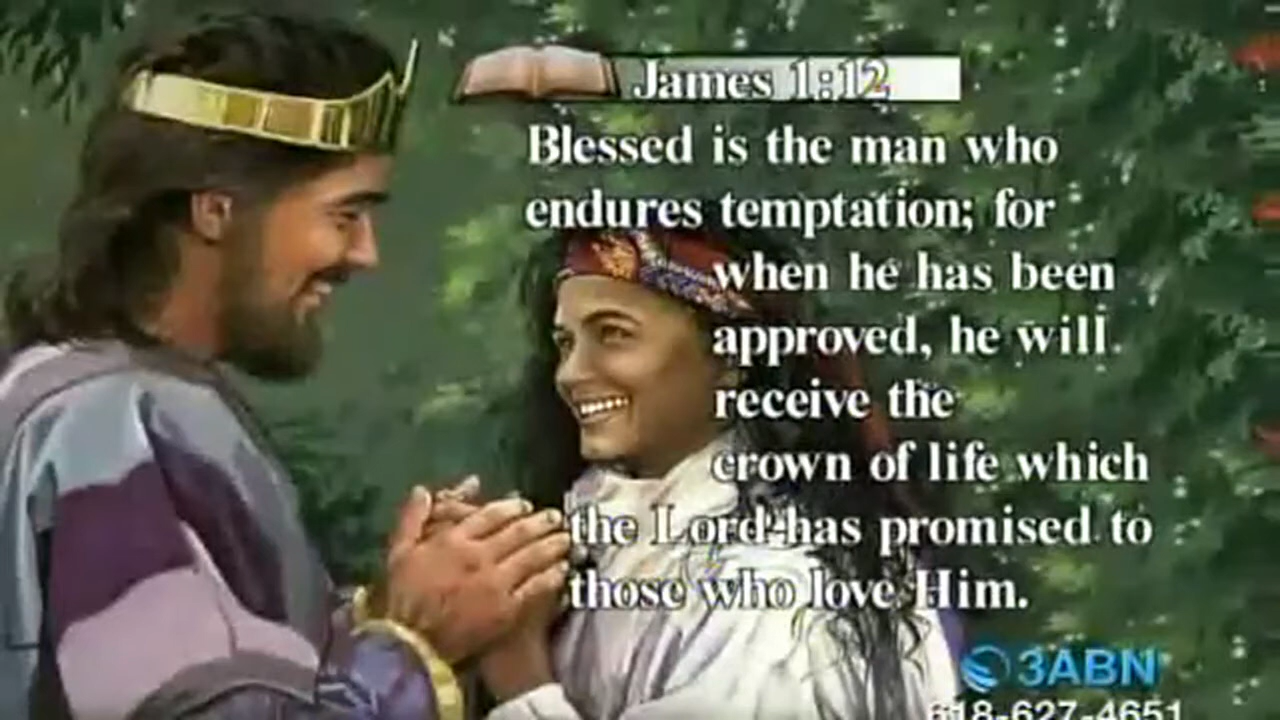 James 1:12
Blessed is the man who
endures temptation; for
when he has been
approved, he will
receive the
crown of life which
the Lord has promised to
those who love Him.
3ABN
618-627-4651